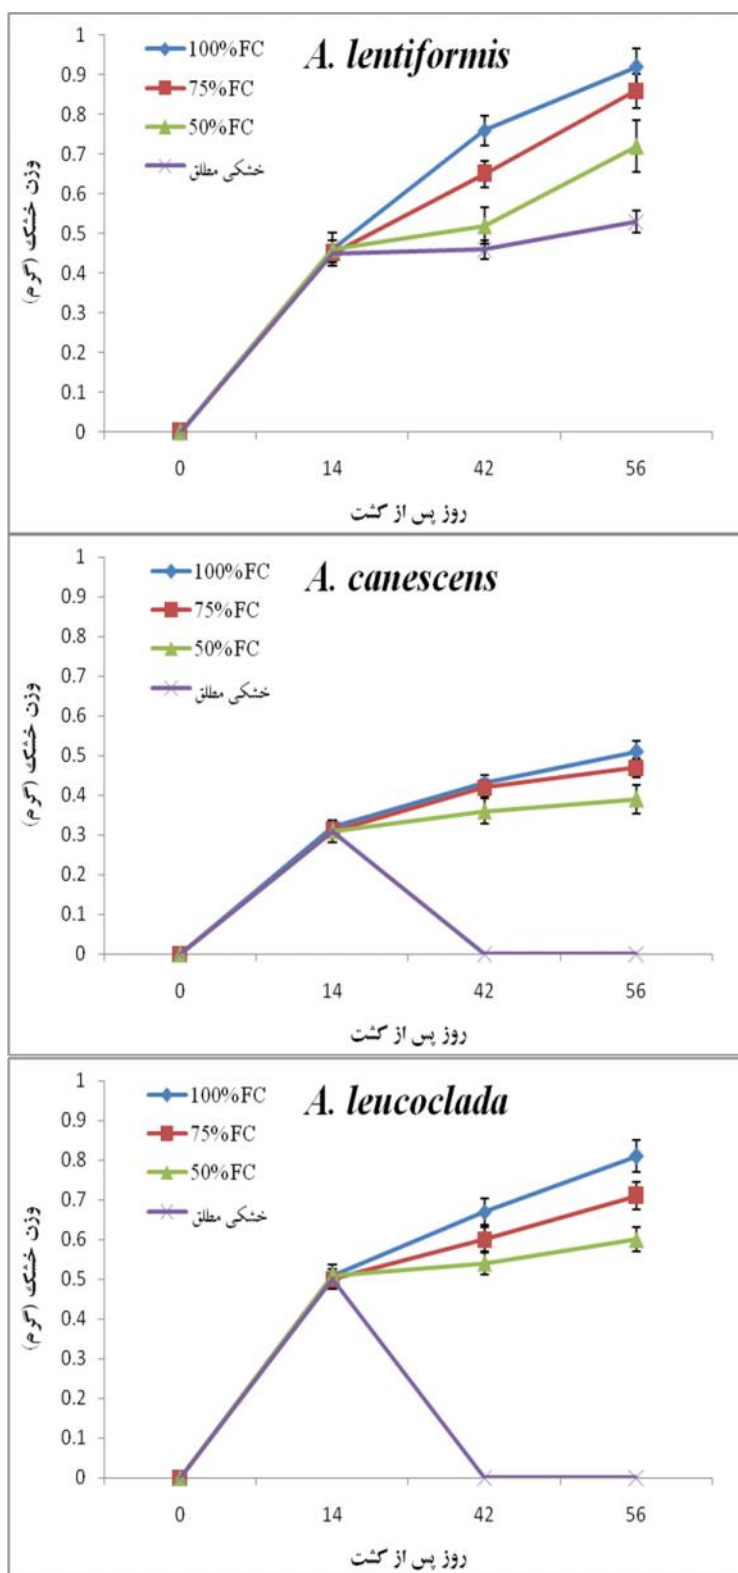 A. lentiformis
100%FC
75%FC
50%FC
خشکی مطلق
وزن خشک (گرم)
1
0.9
0.8
0.7
0.6
0.5
0.4
0.3
0.2
0.1
0
0 14 42 56
روز پس از کشت
A. canescens
100%FC
75%FC
50%FC
خشکی مطلق
وزن خشک (گرم)
1
0.9
0.8
0.7
0.6
0.5
0.4
0.3
0.2
0.1
0
0 14 42 56
روز پس از کشت
A. leucoclada
100%FC
75%FC
50%FC
خشکی مطلق
وزن خشک (گرم)
1
0.9
0.8
0.7
0.6
0.5
0.4
0.3
0.2
0.1
0
0 14 42 56
روز پس از کشت